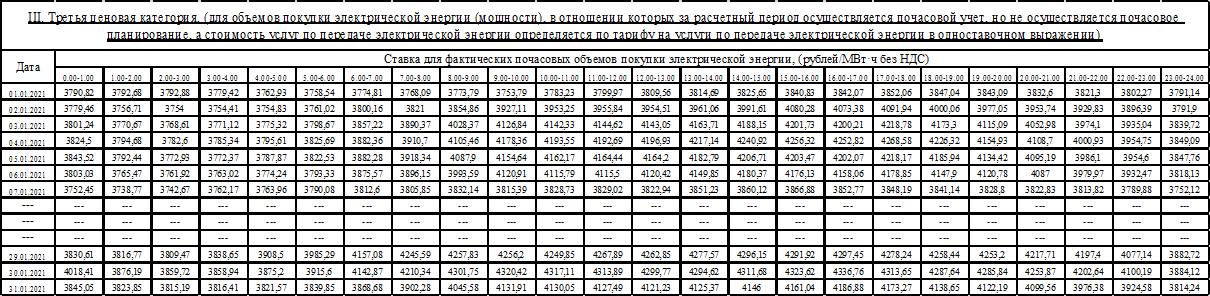 III. Третья ценовая категория. (для объемов покупки электрической энергии (мощности), в отношении которых за расчетный период осуществляется почасовой учет, но не осуществляется почасовое
планирование, а стоимость услуг по передаче электрической энергии определяется по тарифу на услуги по передаче электрической энергии в одноставочном выражении)
Дата Ставка для фактических почасовых объемов покупки электрической энергии, (рублей/МВт·ч без НДС)
0.00-1.00 1.00-2.00 2.00-3.00 3.00-4.00 4.00-5.00 5.00-6.00 6.00-7.00 7.00-8.00 8.00-9.00 9.00-10.00 10.00-11.00 11.00-12.00 12.00-13.00 13.00-14.00 14.00-15.00 15.00-16.00 16.00-17.00 17.00-18.00 18.00-19.00 19.00-20.00 20.00-21.00 21.00-22.00 22.00-23.00 23.00-24.00
01.01.2021 3790,82 3792,68 3792,88 3779,42 3762,93 3758,54 3774,81 3768,09 3773,79 3753,79 3783,23 3799,97 3809,56 3814,69 3825,65 3840,83 3842,07 3852,06 3847,04 3843,09 3832,6 3821,3 3802,27 3791,14
02.01.2021 3779,46 3756,71 3754 3754,41 3754,83 3761,02 3800,16 3821 3854,86 3927,11 3953,25 3955,84 3954,51 3961,06 3991,61 4080,28 4073,38 4091,94 4000,06 3977,05 3953,74 3929,83 3896,39 3791,9
03.01.2021 3801,24 3770,67 3768,61 3771,12 3775,32 3798,67 3857,22 3890,37 4028,37 4126,84 4142,33 4144,62 4143,05 4163,71 4188,15 4201,73 4200,21 4218,78 4173,3 4115,09 4052,98 3974,1 3935,04 3839,72
04.01.2021 3824,5 3794,68 3782,6 3785,34 3795,61 3825,69 3882,36 3910,7 4105,46 4178,36 4193,55 4192,69 4196,93 4217,14 4240,92 4256,32 4252,82 4268,58 4226,32 4154,93 4108,7 4000,93 3954,75 3849,09
05.01.2021 3843,52 3792,44 3772,93 3772,37 3787,87 3822,53 3882,28 3918,34 4087,9 4154,64 4162,17 4164,44 4164,2 4182,79 4206,71 4203,47 4202,07 4218,17 4185,94 4134,42 4095,19 3986,1 3954,6 3847,76
06.01.2021 3803,03 3765,47 3761,92 3763,02 3774,24 3793,33 3875,57 3896,15 3993,59 4120,91 4115,79 4115,5 4120,42 4149,85 4180,37 4176,13 4158,06 4178,85 4147,9 4120,78 4087 3979,97 3932,47 3818,13
07.01.2021 3752,45 3738,77 3742,67 3762,17 3763,96 3790,08 3812,6 3805,85 3832,14 3815,39 3828,73 3829,02 3822,94 3851,23 3860,12 3866,88 3852,77 3848,19 3841,14 3828,8 3822,83 3813,82 3789,88 3752,12
--- --- --- --- --- --- --- --- --- --- --- --- --- --- --- --- --- --- --- --- --- --- --- --- ---
--- --- --- --- --- --- --- --- --- --- --- --- --- --- --- --- --- --- --- --- --- --- --- --- ---
--- --- --- --- --- --- --- --- --- --- --- --- --- --- --- --- --- --- --- --- --- --- --- --- ---
29.01.2021 3830,61 3816,77 3809,47 3838,65 3908,5 3985,29 4157,08 4245,59 4257,83 4256,2 4249,85 4267,89 4262,85 4277,57 4296,15 4291,92 4297,45 4278,24 4258,44 4253,2 4217,71 4197,4 4077,14 3882,72
30.01.2021 4018,41 3876,19 3859,72 3858,94 3875,2 3915,6 4142,87 4210,34 4301,75 4320,42 4317,11 4313,89 4299,77 4294,62 4311,68 4323,62 4336,76 4313,65 4287,64 4285,84 4253,87 4202,64 4100,19 3884,12
31.01.2021 3845,05 3823,85 3815,19 3816,41 3821,57 3839,85 3868,68 3902,28 4045,58 4131,91 4130,05 4127,49 4121,23 4125,37 4146 4161,04 4186,88 4173,27 4138,65 4122,19 4099,56 3976,38 3924,58 3814,24